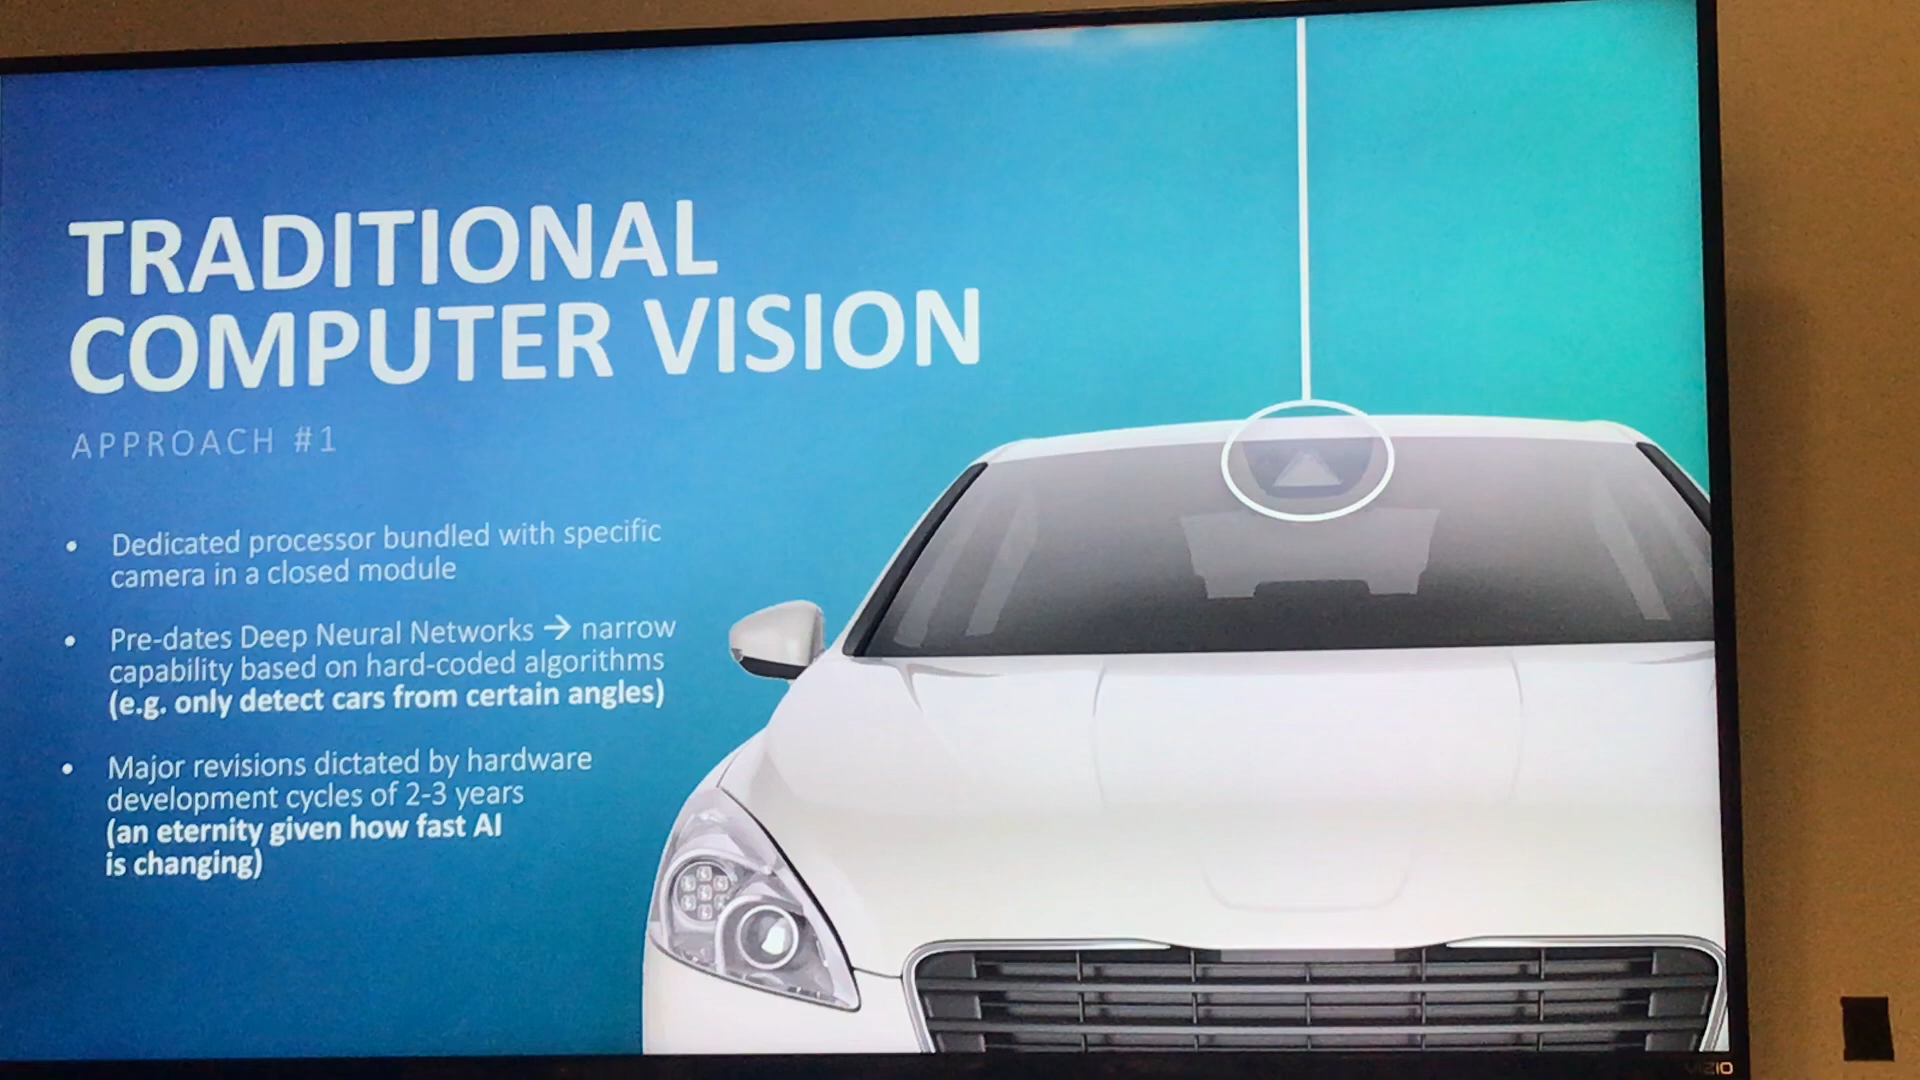 TRADITIONAL
COMPUTER VISION
APPROACH #1
• Dedicated processor bundled with specific
camera in a closed module
• Pre-dates Deep Neural Networks → narrow
capability based on hard-coded algorithms
(e.g. only detect cars from certain angles)
• Major revisions dictated by hardware
development cycles of 2-3 years
(an eternity given how fast AI
is changing)
VIZIO